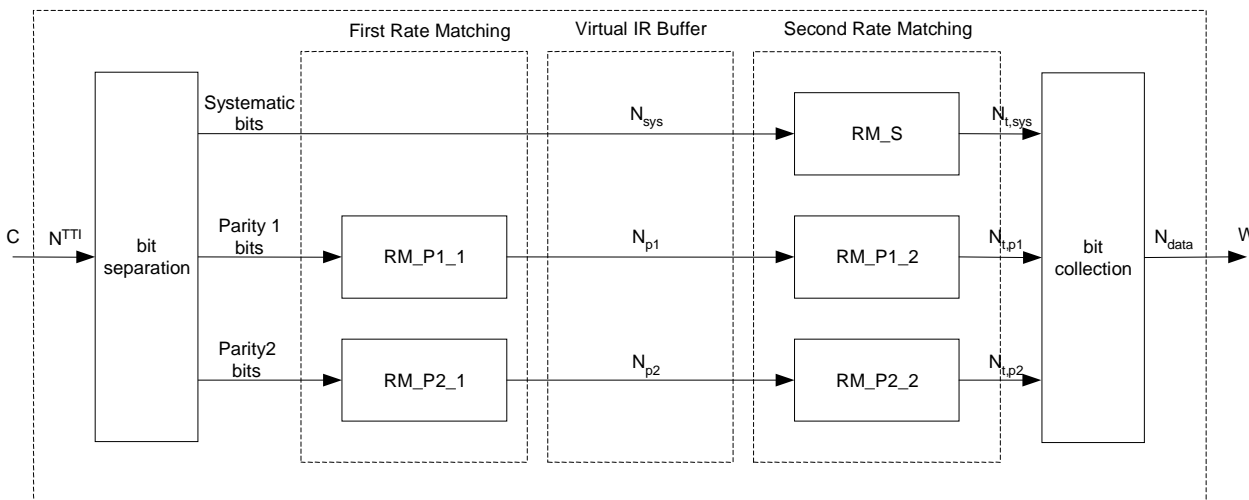 First Rate Matching
Virtual IR Buffer
Second Rate Matching
Systematic
bits
N_sys
RM_S
N_t,sys
C
N^TTI
bit
separation
Parity 1
bits
RM_P1_1
N_p1
RM_P1_2
N_t,p1
bit
collection
N_data
W
Parity2
bits
RM_P2_1
N_p2
RM_P2_2
N_t,p2